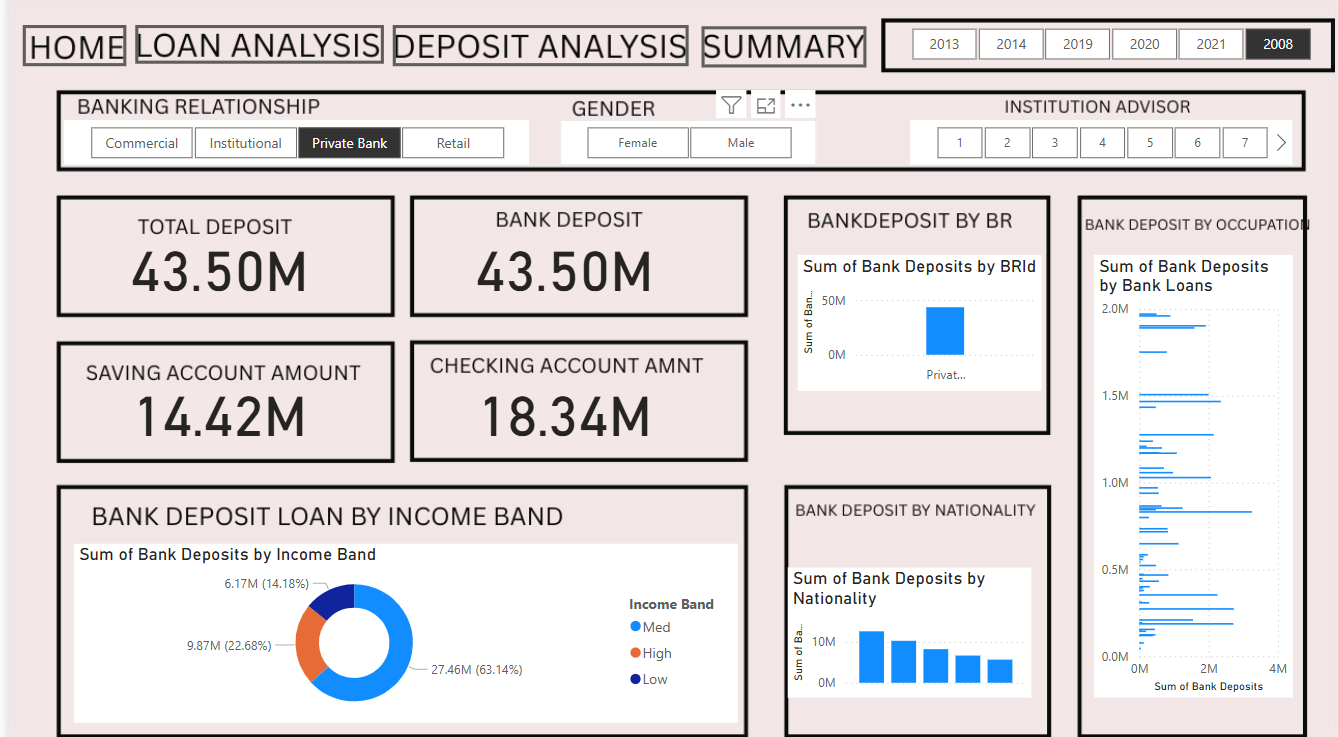 HOME LOAN ANALYSIS DEPOSIT ANALYSIS SUMMARY
2013 2014 2019 2020 2021 2008
BANKING RELATIONSHIP
Commercial Institutional Private Bank Retail
GENDER
Female Male
INSTITUTION ADVISOR
1 2 3 4 5 6 7
TOTAL DEPOSIT
43.50M
BANK DEPOSIT
43.50M
SAVING ACCOUNT AMOUNT
14.42M
CHECKING ACCOUNT AMNT
18.34M
BANKDEPOSIT BY BR
Sum of Bank Deposits by BRId
Sum of Ban...
50M
0M
Privat...
BANK DEPOSIT BY OCCUPATION
Sum of Bank Deposits
by Bank Loans
2.0M
1.5M
1.0M
0.5M
0.0M
0M 2M 4M
Sum of Bank Deposits
BANK DEPOSIT LOAN BY INCOME BAND
Sum of Bank Deposits by Income Band
6.17M (14.18%)
9.87M (22.68%)
27.46M (63.14%)
Income Band
Med
High
Low
BANK DEPOSIT BY NATIONALITY
Sum of Bank Deposits by
Nationality
Sum of Ba...
10M
0M